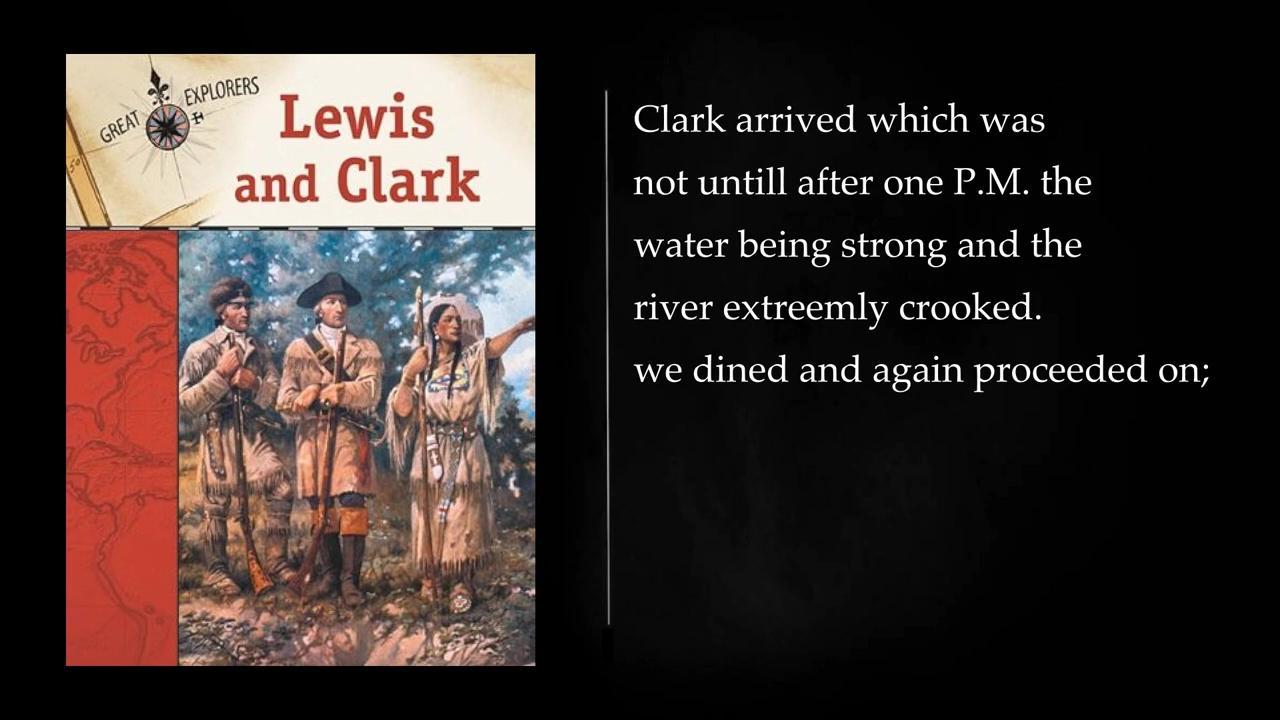 GREAT EXPLORERS
Lewis
and Clark
50
Clark arrived which was
not untill after one P.M. the
water being strong and the
river extreemly crooked.
we dined and again proceeded on;